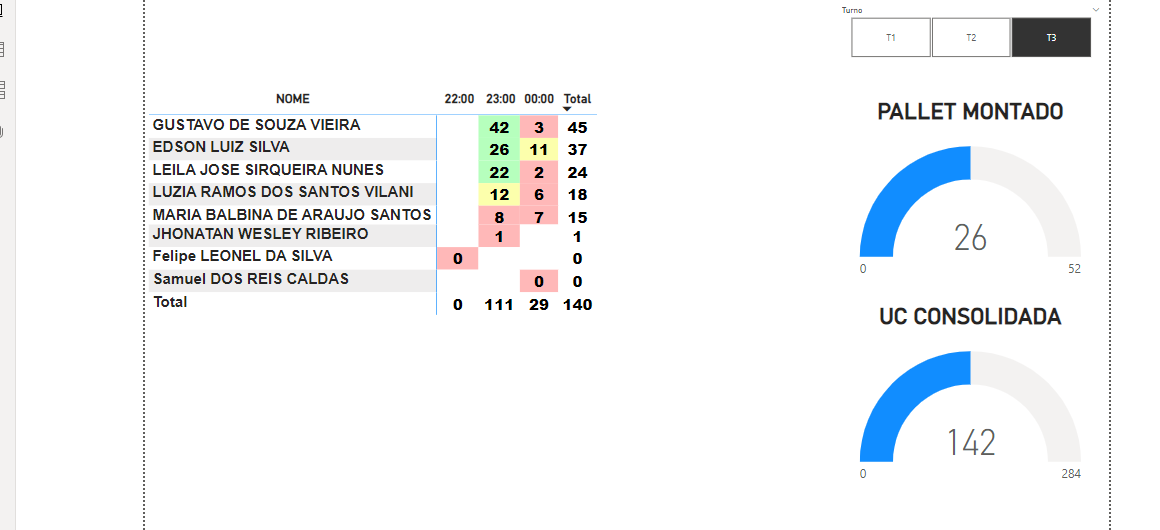 Turno
T1 T2 T3
NOME 22:00 23:00 00:00 Total
GUSTAVO DE SOUZA VIEIRA 42 3 45
EDSON LUIZ SILVA 26 11 37
LEILA JOSE SIRQUEIRA NUNES 22 2 24
LUZIA RAMOS DOS SANTOS VILANI 12 6 18
MARIA BALBINA DE ARAUJO SANTOS 8 7 15
JHONATAN WESLEY RIBEIRO 1 1
Felipe LEONEL DA SILVA 0 0
Samuel DOS REIS CALDAS 0 0
Total 0 111 29 140
PALLET MONTADO
26
0 52
UC CONSOLIDADA
142
0 284